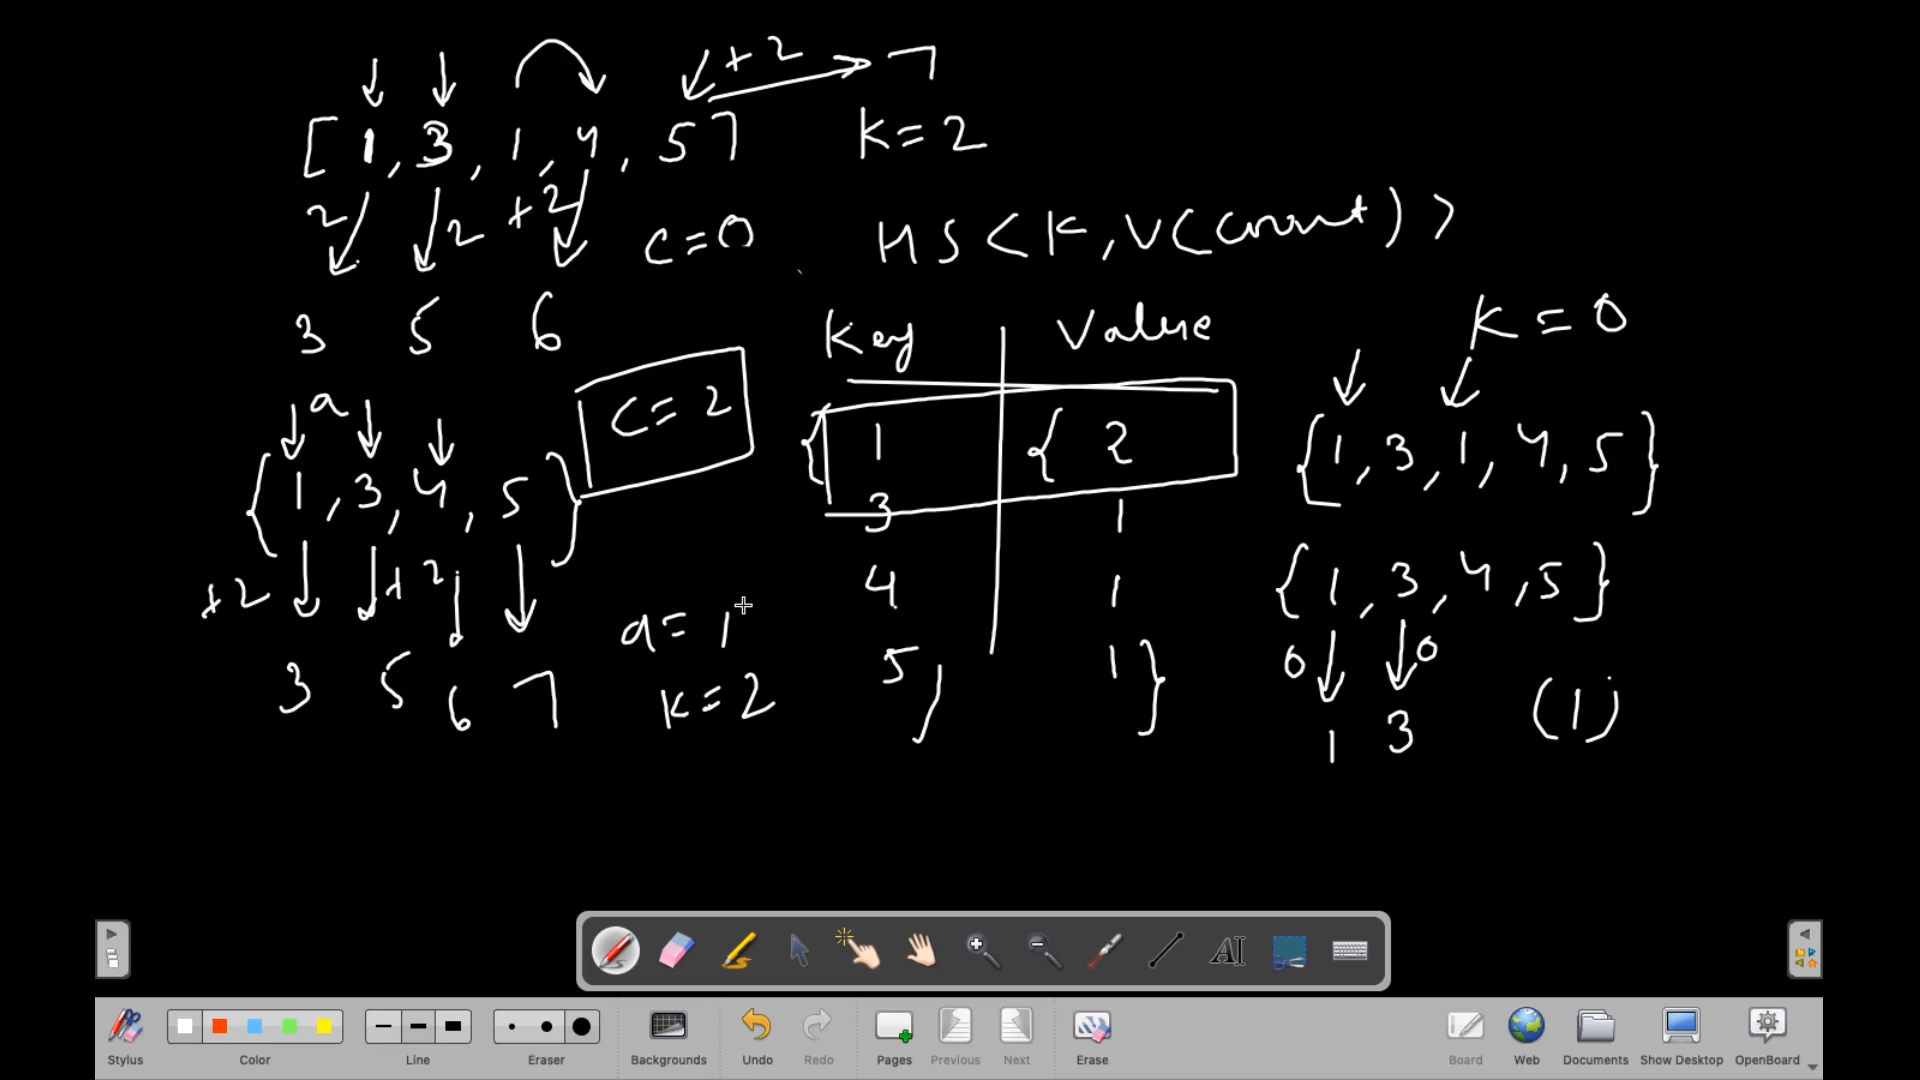 +2 7
[1, 3, 1, 4, 5] K=2
2 2 +2 c=0 HS<K, V(count)>
3 5 6 Key Value K=0
a c=2 1 2 {1, 3, 1, 4, 5}
{1, 3, 4, 5} 3 1
+2 +2 4 1 {1, 3, 4, 5}
a=1 0 0
3 5 6 7 K=2 5 1 1 3 (1)
Stylus Color Line Eraser Backgrounds Undo Redo Pages Previous Next Erase Board Web Documents Show Desktop OpenBoard